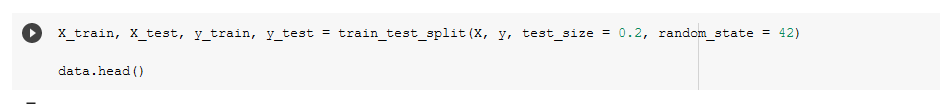 X_train, X_test, y_train, y_test = train_test_split(X, y, test_size = 0.2, random_state = 42)
data.head()